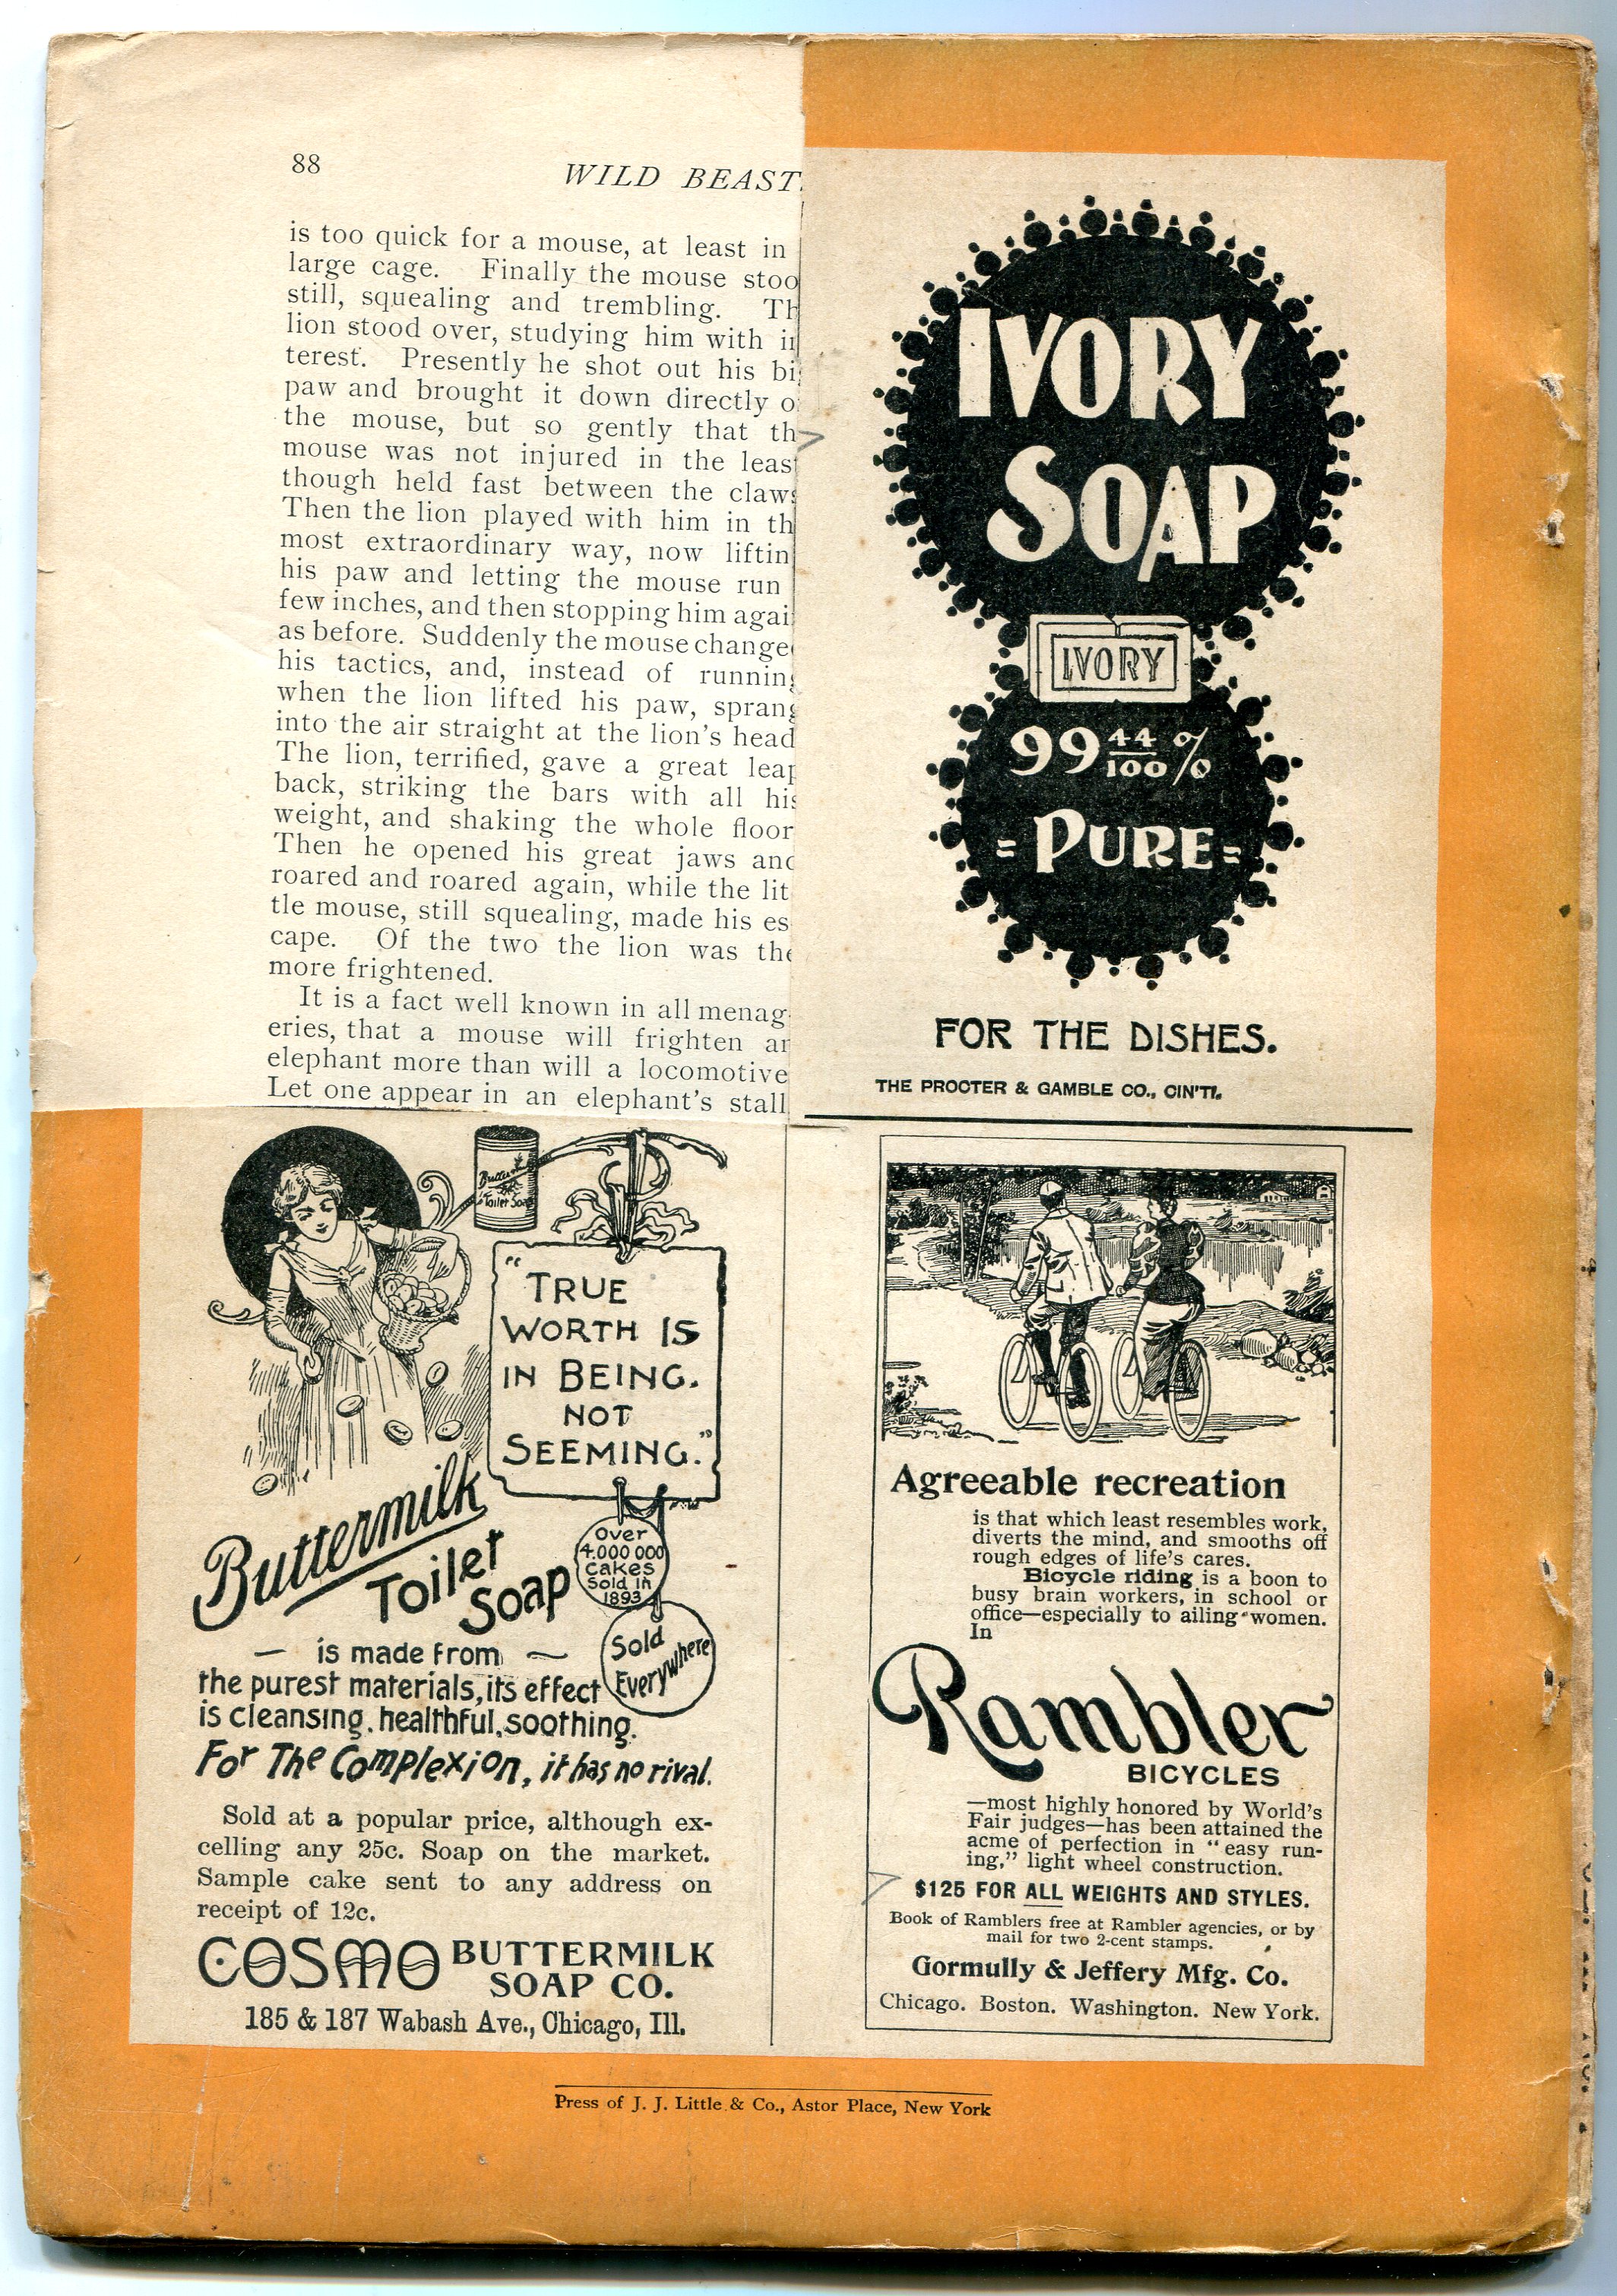 88
WILD BEAST
is too quick for a mouse, at least in
large cage. Finally the mouse stoo
still, squealing and trembling. Th
lion stood over, studying him with in
terest. Presently he shot out his bi
paw and brought it down directly o
the mouse, but so gently that th
mouse was not injured in the least
though held fast between the claws
Then the lion played with him in th
most extraordinary way, now liftin
his paw and letting the mouse run
few inches, and then stopping him agai
as before. Suddenly the mouse change
his tactics, and, instead of running
when the lion lifted his paw, sprang
into the air straight at the lion's head
The lion, terrified, gave a great leap
back, striking the bars with all his
weight, and shaking the whole floor
Then he opened his great jaws and
roared and roared again, while the lit
tle mouse, still squealing, made his es
cape. Of the two the lion was the
more frightened.
It is a fact well known in all menag
eries, that a mouse will frighten an
elephant more than will a locomotive
Let one appear in an elephant's stall
IVORY
SOAP
IVORY
99 44/100 %
= PURE =
FOR THE DISHES.
THE PROCTER & GAMBLE CO., CIN'TI.
Butterm
Toilet Soap
"TRUE
WORTH IS
IN BEING.
NOT
SEEMING."
Buttermilk
Toilet
Soap
Over
4.000 000
Cakes
Sold in
1893
Sold
Everywhere
— is made from —
the purest materials, its effect
is cleansing, healthful, soothing.
For The Complexion, it has no rival.
Sold at a popular price, although ex-
celling any 25c. Soap on the market.
Sample cake sent to any address on
receipt of 12c.
COSMO BUTTERMILK
SOAP CO.
185 & 187 Wabash Ave., Chicago, Ill.
Agreeable recreation
is that which least resembles work,
diverts the mind, and smooths off
rough edges of life's cares.
Bicycle riding is a boon to
busy brain workers, in school or
office—especially to ailing women.
In
Rambler
BICYCLES
—most highly honored by World's
Fair judges—has been attained the
acme of perfection in "easy run-
ing," light wheel construction.
$125 FOR ALL WEIGHTS AND STYLES.
Book of Ramblers free at Rambler agencies, or by
mail for two 2-cent stamps.
Gormully & Jeffery Mfg. Co.
Chicago. Boston. Washington. New York.
Press of J. J. Little & Co., Astor Place, New York